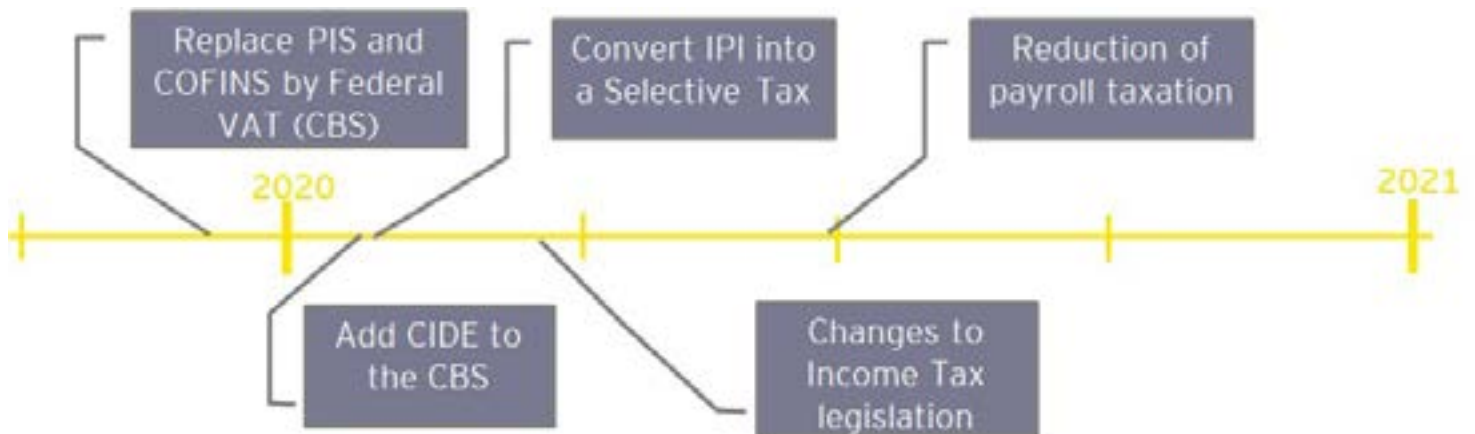 Replace PIS and
COFINS by Federal
VAT (CBS)
Convert IPI into
a Selective Tax
Reduction of
payroll taxation
2020
2021
Add CIDE to
the CBS
Changes to
Income Tax
legislation